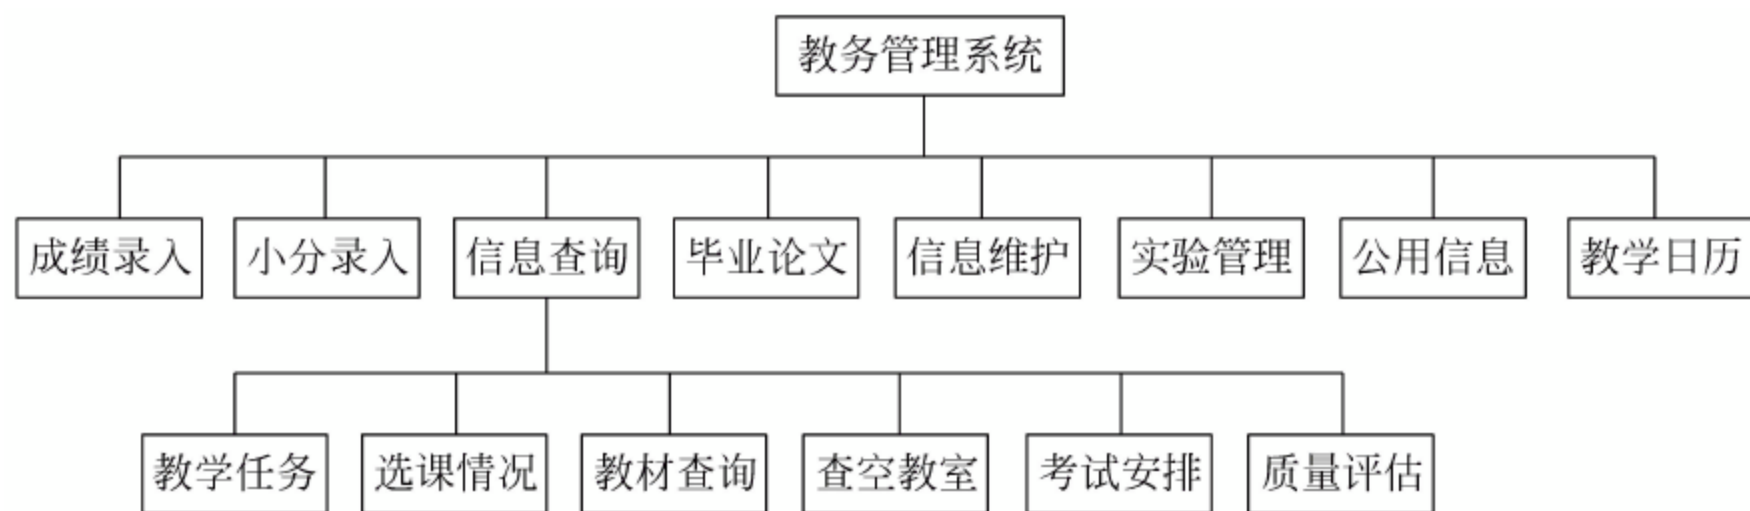 教务管理系统
成绩录入
小分录入
信息查询
毕业论文
信息维护
实验管理
公用信息
教学日历
教学任务
选课情况
教材查询
查空教室
考试安排
质量评估